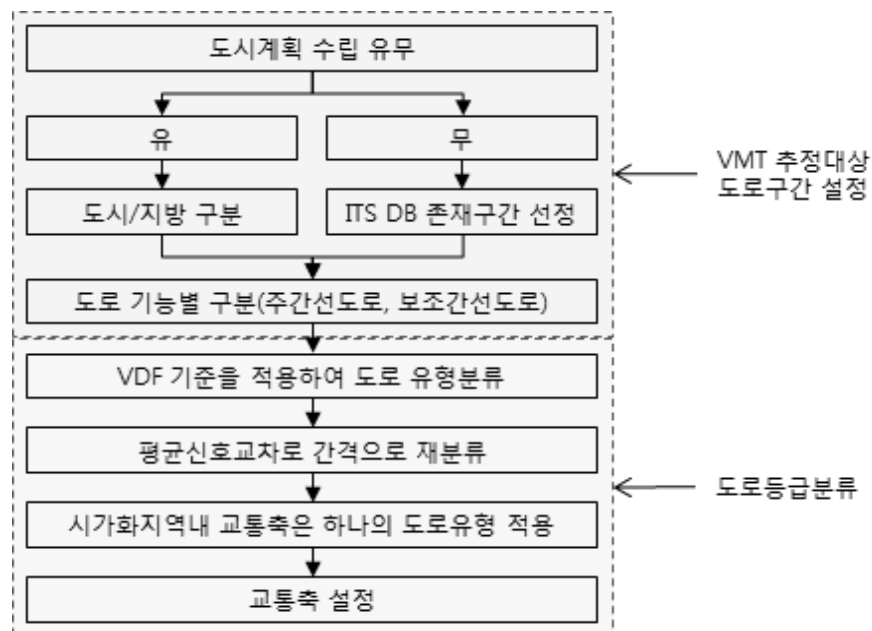 도시계획 수립 유무
유
무
도시/지방 구분
ITS DB 존재구간 선정
도로 기능별 구분(주간선도로, 보조간선도로)
VMT 추정대상
도로구간 설정
VDF 기준을 적용하여 도로 유형분류
평균신호교차로 간격으로 재분류
시가화지역내 교통축은 하나의 도로유형 적용
교통축 설정
도로등급분류